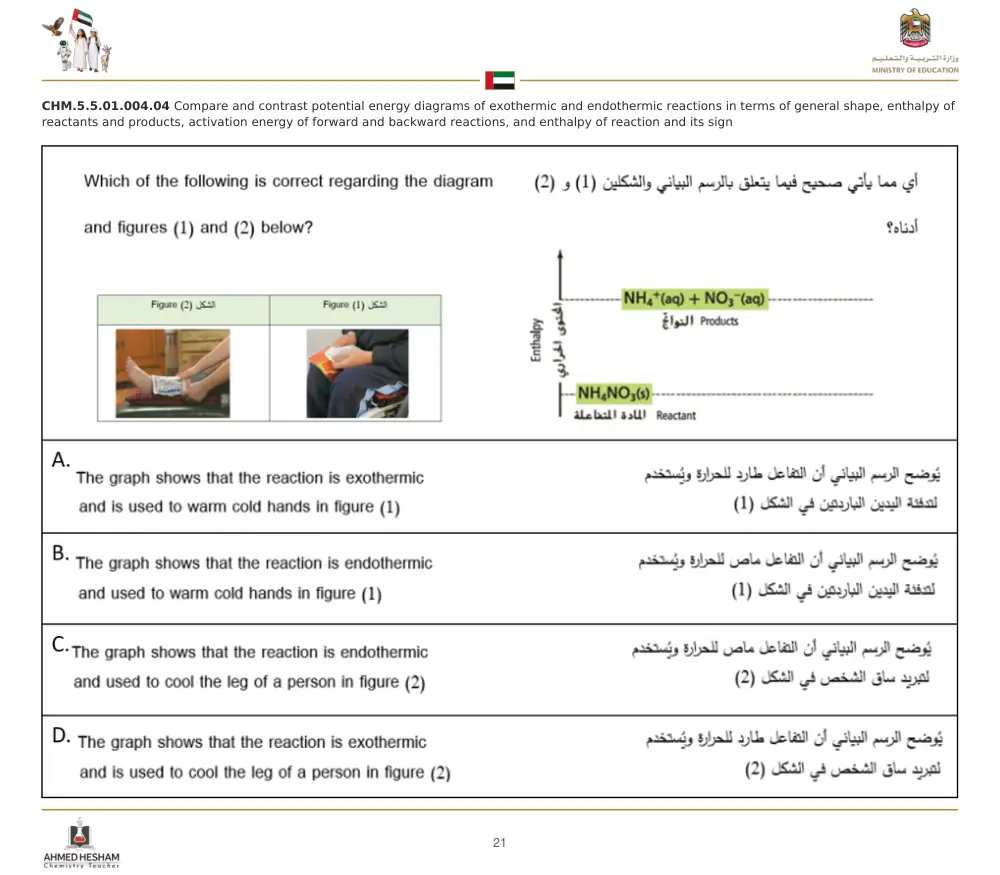 وزارة التربية والتعليم
MINISTRY OF EDUCATION
CHM.5.5.01.004.04 Compare and contrast potential energy diagrams of exothermic and endothermic reactions in terms of general shape, enthalpy of
reactants and products, activation energy of forward and backward reactions, and enthalpy of reaction and its sign
Which of the following is correct regarding the diagram
and figures (1) and (2) below?
أي مما يأتي صحيح فيما يتعلق بالرسم البياني والشكلين (1) و (2)
أدناه؟
Figure (2) الشكل
Figure (1) الشكل
Enthalpy
المحتوى الحراري
NH₄⁺(aq) + NO₃⁻(aq)
النواتج Products
NH₄NO₃(s)
المادة المتفاعلة Reactant
A.
The graph shows that the reaction is exothermic
and is used to warm cold hands in figure (1)
يُوضح الرسم البياني أن التفاعل طارد للحرارة ويُستخدم
لتدفئة اليدين الباردتين في الشكل (1)
B.
The graph shows that the reaction is endothermic
and used to warm cold hands in figure (1)
يُوضح الرسم البياني أن التفاعل ماص للحرارة ويُستخدم
لتدفئة اليدين الباردتين في الشكل (1)
C.
The graph shows that the reaction is endothermic
and used to cool the leg of a person in figure (2)
يُوضح الرسم البياني أن التفاعل ماص للحرارة ويُستخدم
لتبريد ساق الشخص في الشكل (2)
D.
The graph shows that the reaction is exothermic
and is used to cool the leg of a person in figure (2)
يُوضح الرسم البياني أن التفاعل طارد للحرارة ويُستخدم
لتبريد ساق الشخص في الشكل (2)
AHMED HESHAM
Chemistry Teacher
21